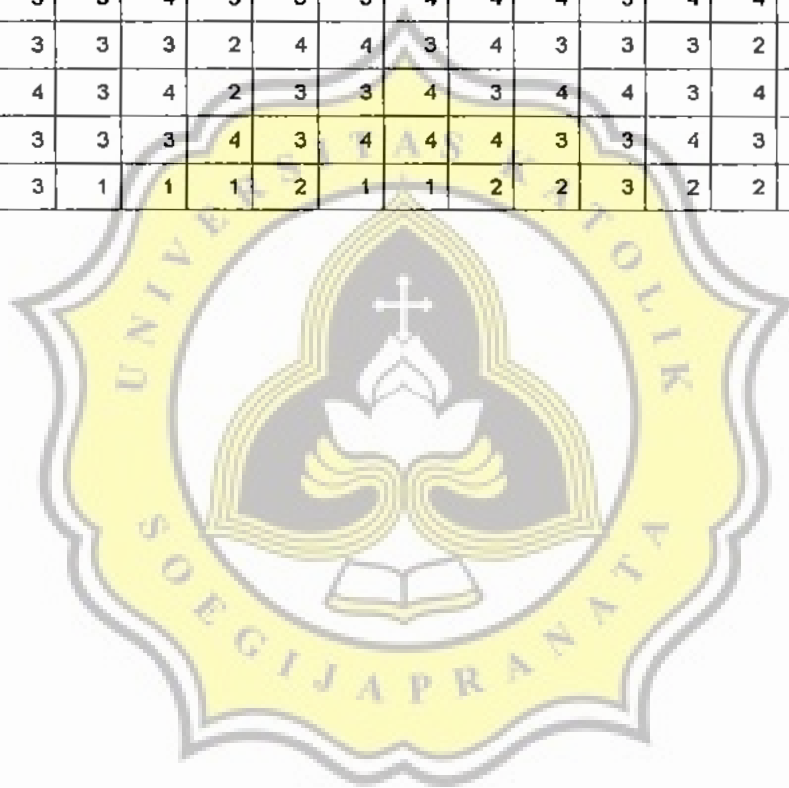 3 3 3 2 4 4 3 4 3 3 3 2
4 3 4 2 3 3 4 3 4 4 3 4
3 3 3 4 3 4 4 4 3 3 4 3
3 1 1 1 2 1 1 2 2 3 2 2
UNIVERSITAS KATOLIK
SOEGIJAPRANATA